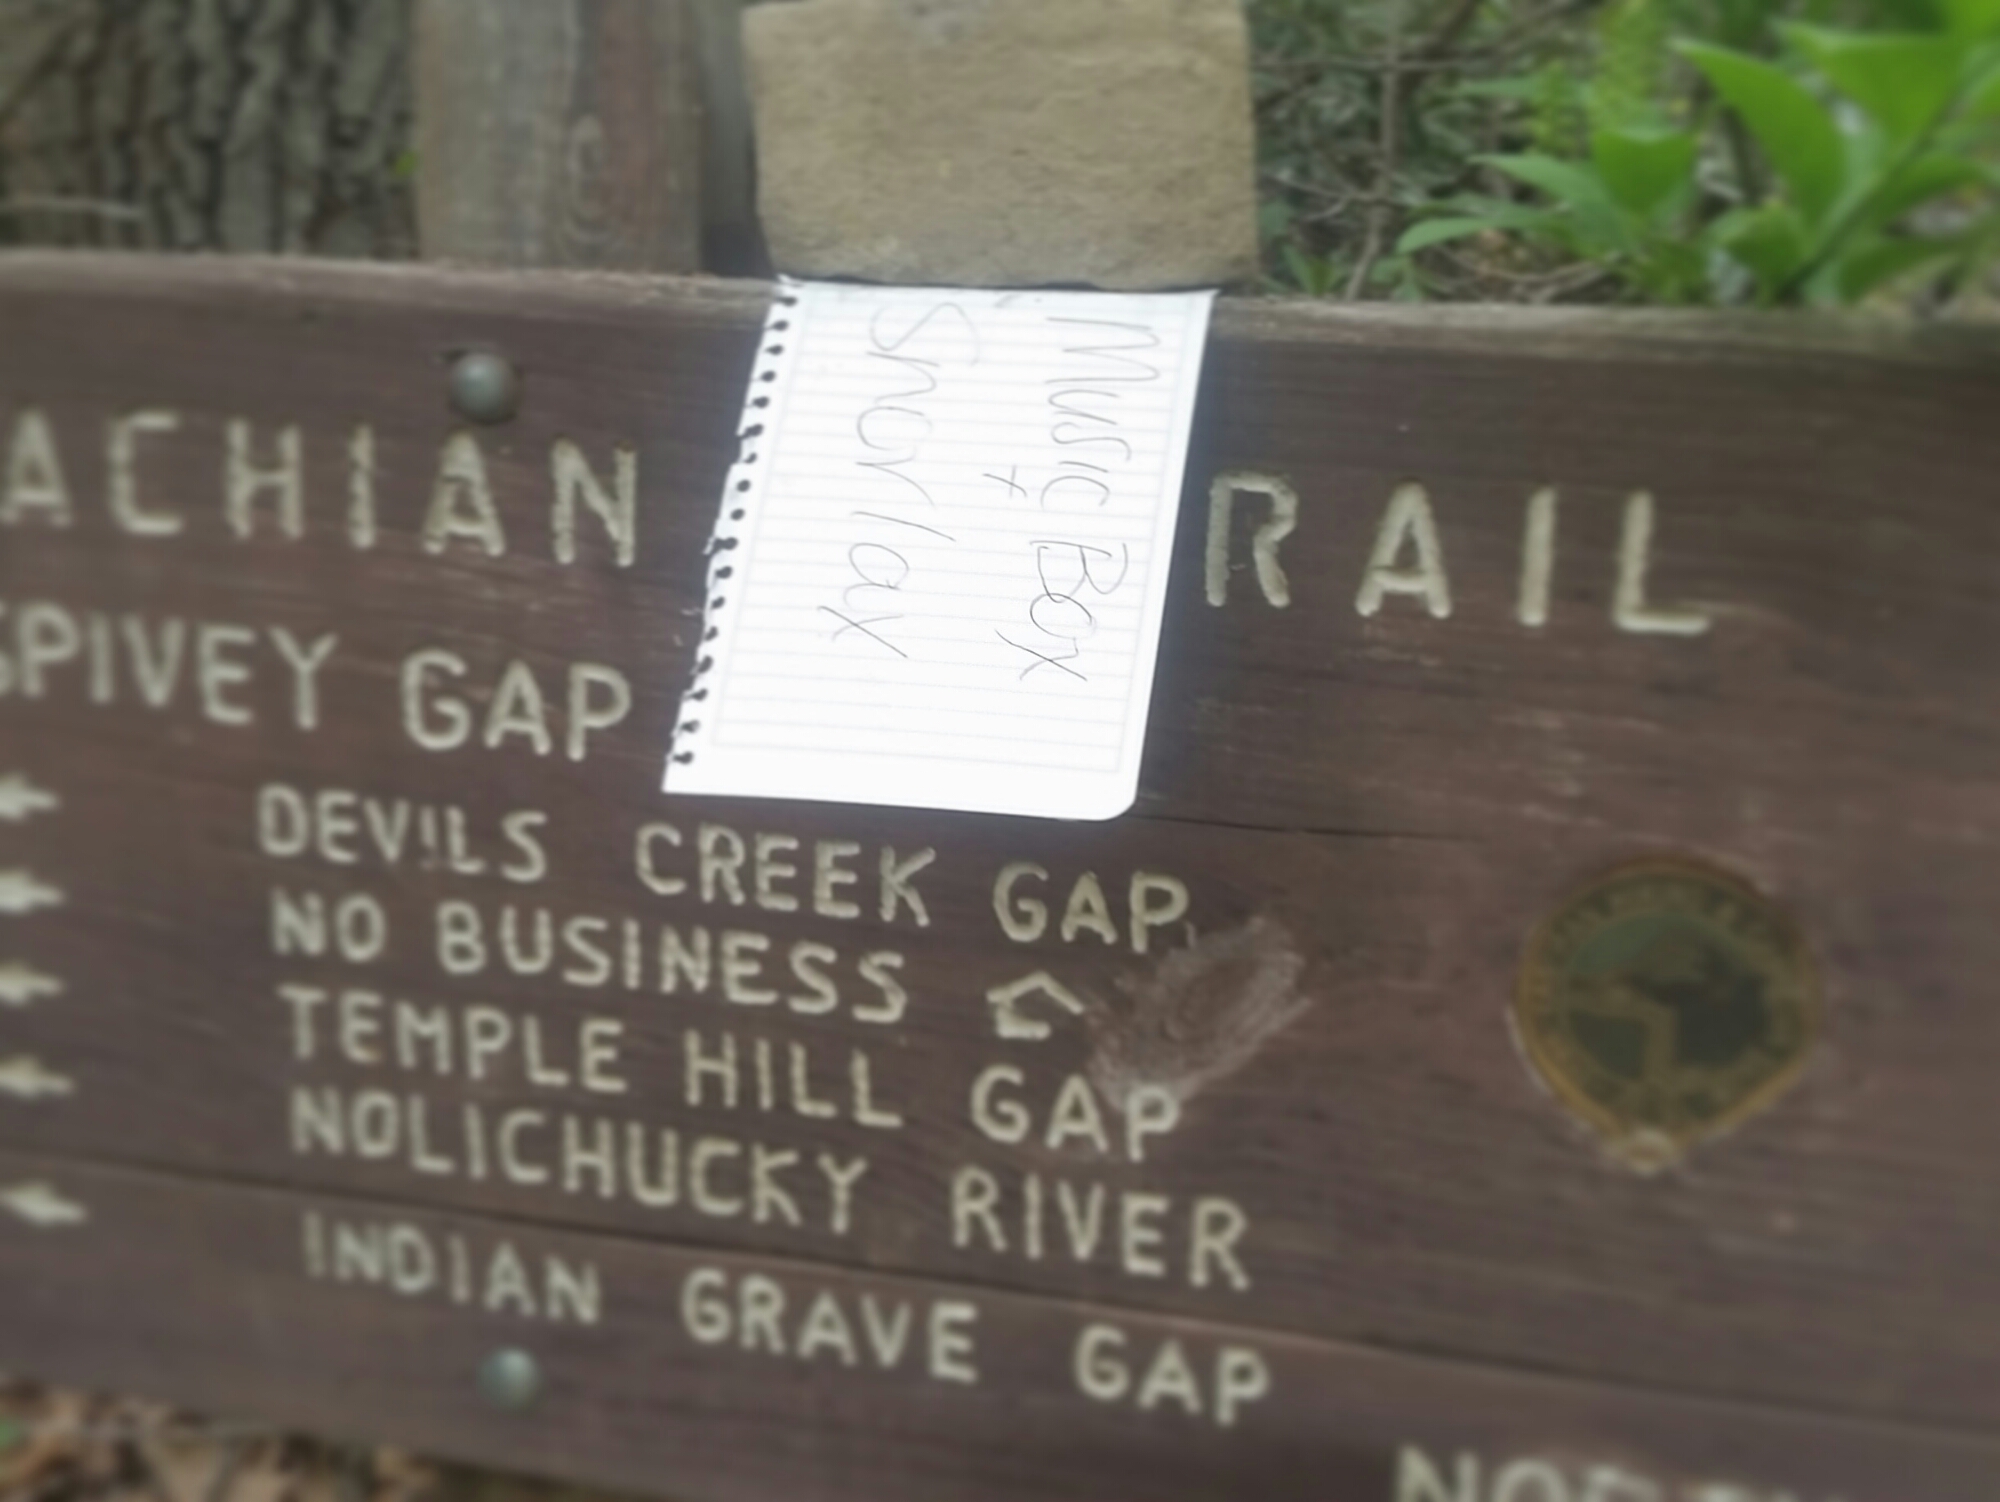 ACHIAN RAIL
SPIVEY GAP
DEVILS CREEK GAP
NO BUSINESS
TEMPLE HILL GAP
NOLICHUCKY RIVER
INDIAN GRAVE GAP
Music Box
+
Snorlax